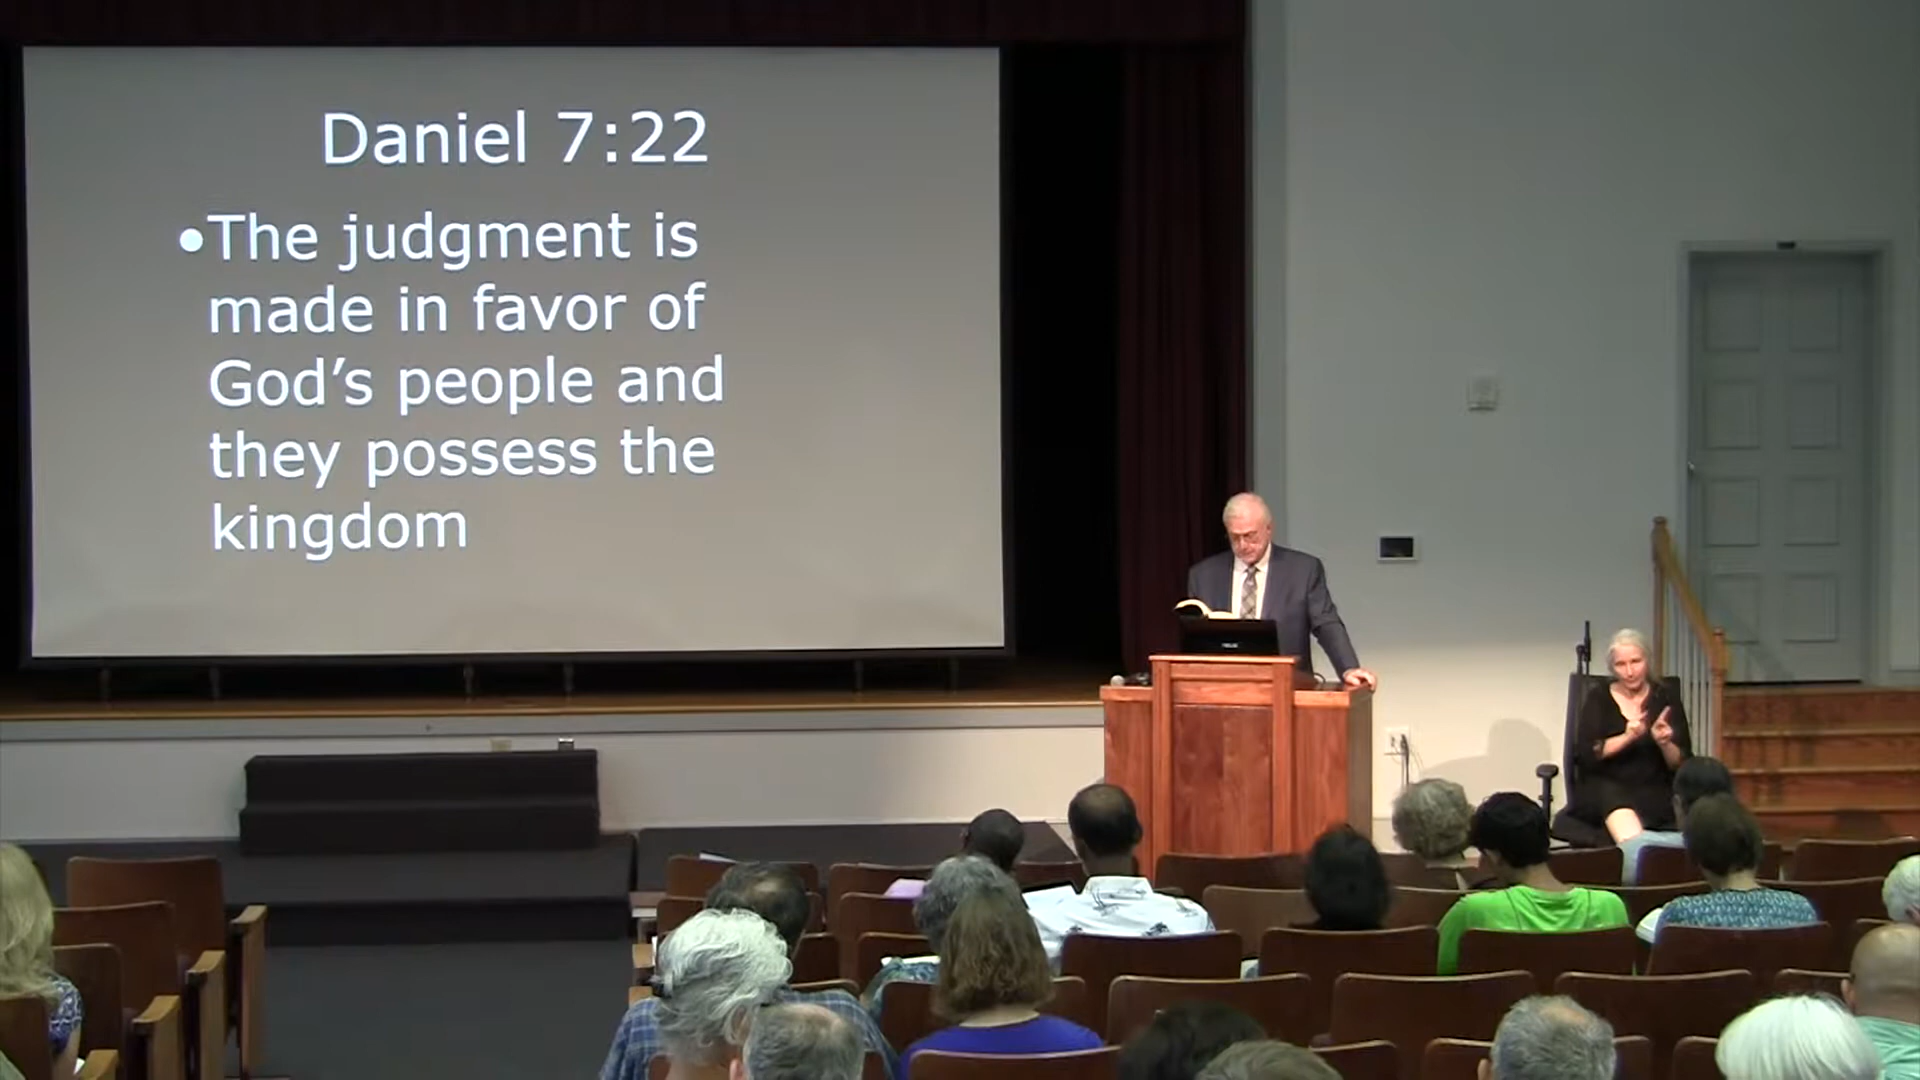 Daniel 7:22
•The judgment is
made in favor of
God’s people and
they possess the
kingdom